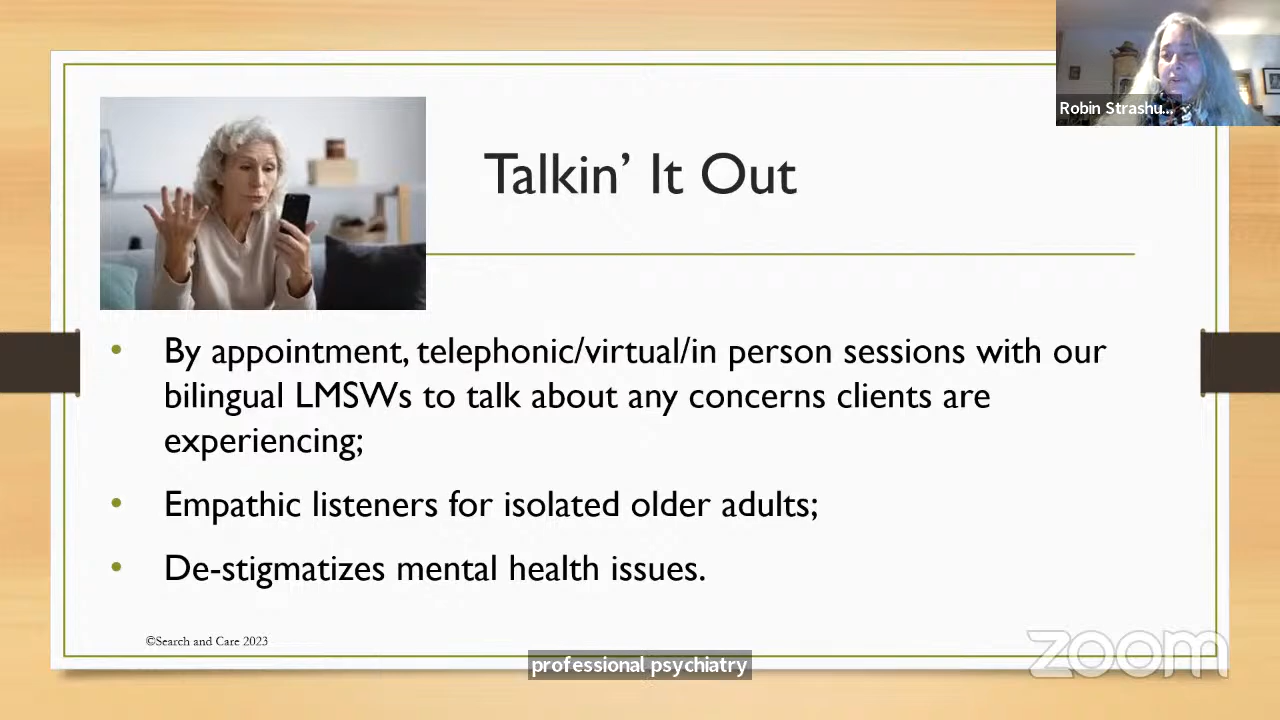 Robin Strashu...
Talkin’ It Out
• By appointment, telephonic/virtual/in person sessions with our
bilingual LMSWs to talk about any concerns clients are
experiencing;
• Empathic listeners for isolated older adults;
• De-stigmatizes mental health issues.
©Search and Care 2023
professional psychiatry
zoom